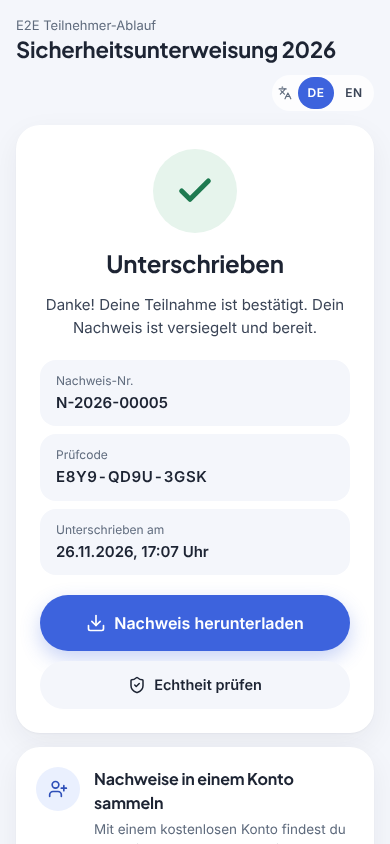 E2E Teilnehmer-Ablauf
Sicherheitsunterweisung 2026
DE
EN
Unterschrieben
Danke! Deine Teilnahme ist bestätigt. Dein
Nachweis ist versiegelt und bereit.
Nachweis-Nr.
N-2026-00005
Prüfcode
E8Y9-QD9U-3GSK
Unterschrieben am
26.11.2026, 17:07 Uhr
Nachweis herunterladen
Echtheit prüfen
Nachweise in einem Konto
sammeln
Mit einem kostenlosen Konto findest du